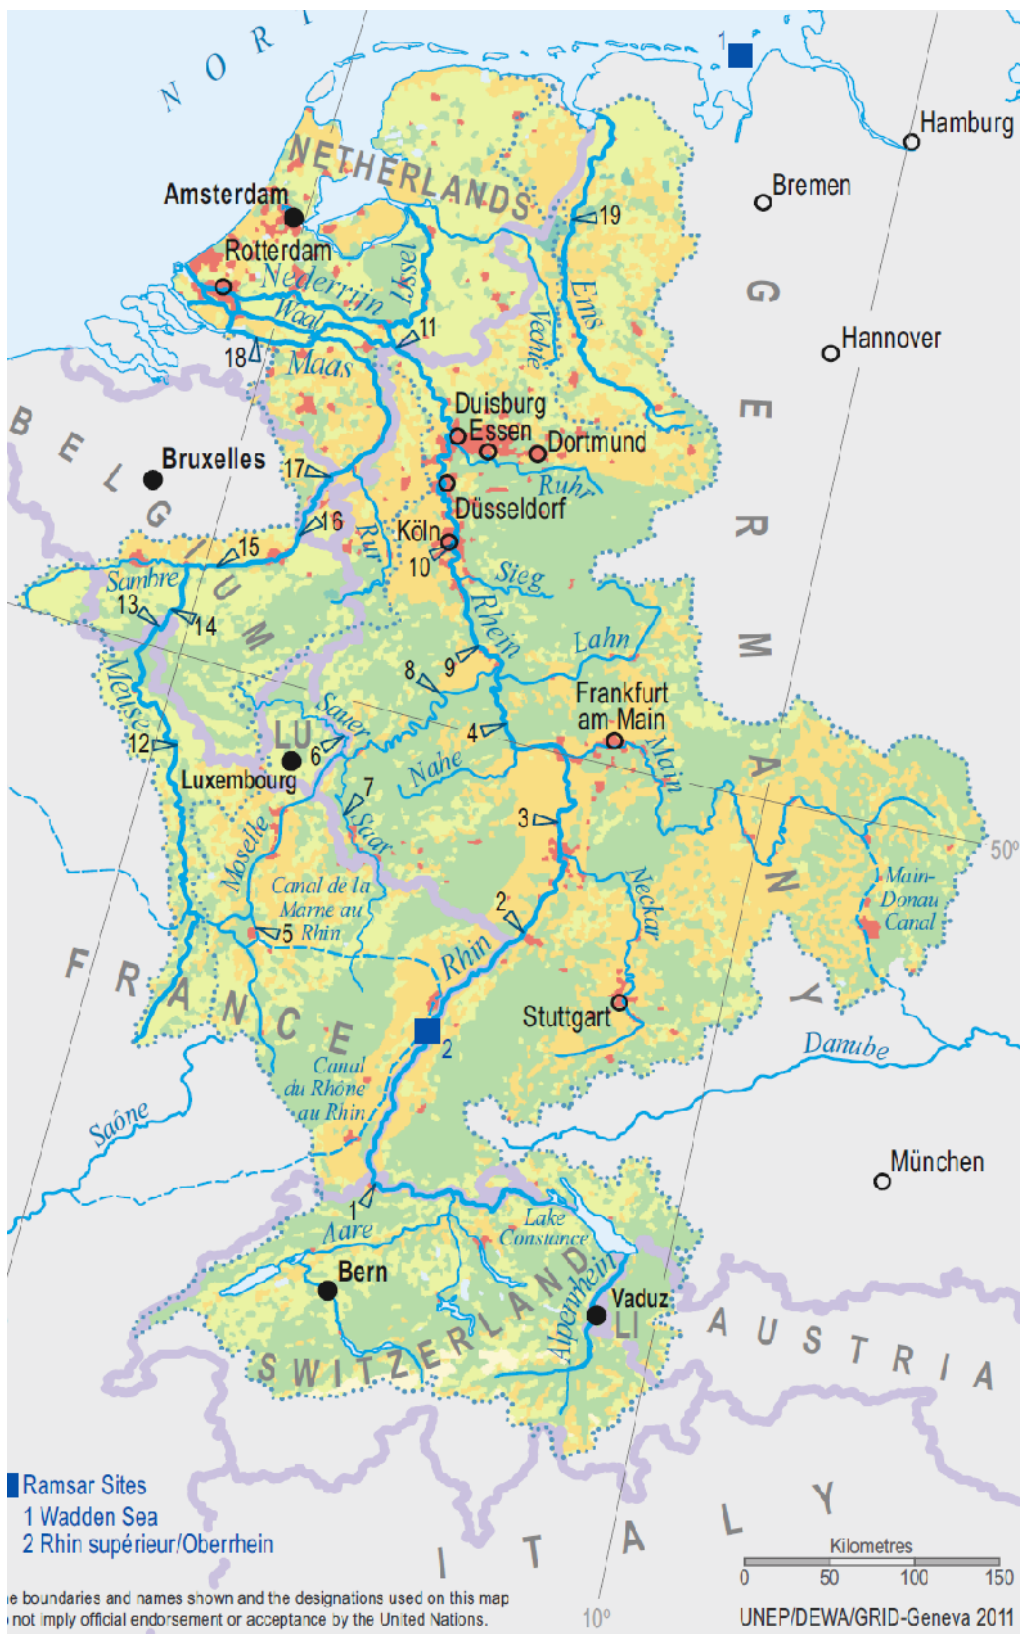 NORT
1
Hamburg
Bremen
NETHERLANDS
Amsterdam
19
Rotterdam
Nederrijn
IJssel
Ems
GERMANY
Waal
11
Vechte
Hannover
18
Maas
Duisburg
Essen
Dortmund
BELGIUM
Bruxelles
17
Ruhr
Düsseldorf
16
Rur
Köln
15
10
Sieg
Sambre
13
14
Rhein
Lahn
9
8
Meuse
Sauer
Frankfurt
am Main
4
12
LU
6
Nahe
Main
Luxembourg
7
3
Saar
Moselle
50º
Canal de la
Marne au
Rhin
Neckar
Main-
Donau
Canal
2
5
Rhin
FRANCE
Stuttgart
2
Danube
Canal
du Rhône
au Rhin
Saône
München
1
Aare
Lake
Constance
Bern
Alpenrhein
Vaduz
LI
SWITZERLAND
AUSTRIA
Ramsar Sites
1 Wadden Sea
2 Rhin supérieur/Oberrhein
ITALY
Kilometres
0 50 100 150
e boundaries and names shown and the designations used on this map
not imply official endorsement or acceptance by the United Nations.
10º
UNEP/DEWA/GRID-Geneva 2011